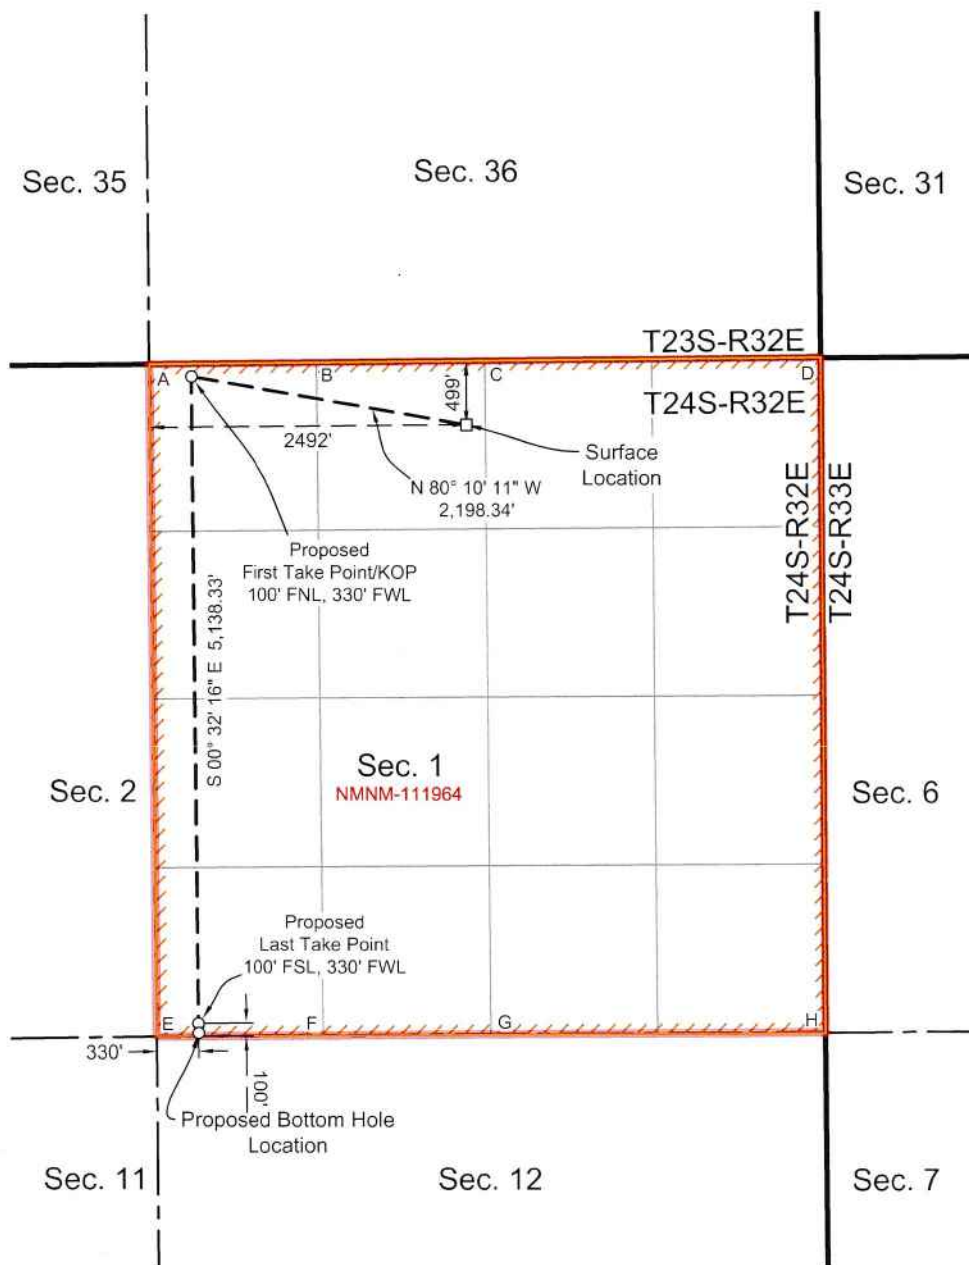 Sec. 35
Sec. 36
Sec. 31
T23S-R32E
A
B
C
D
499'
T24S-R32E
2492'
Surface
Location
N 80° 10' 11" W
2,198.34'
T24S-R32E
T24S-R33E
Proposed
First Take Point/KOP
100' FNL, 330' FWL
S 00° 32' 16" E 5,138.33'
Sec. 2
Sec. 1
NMNM-111964
Sec. 6
Proposed
Last Take Point
100' FSL, 330' FWL
E
F
G
H
330'
100'
Proposed Bottom Hole
Location
Sec. 11
Sec. 12
Sec. 7